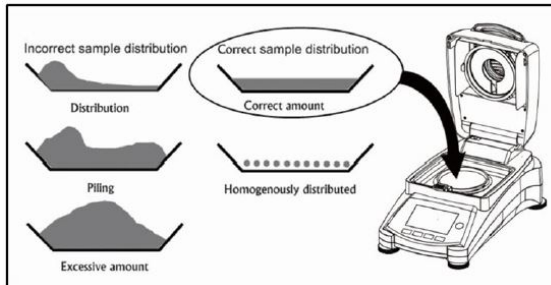 Incorrect sample distribution
Distribution
Piling
Excessive amount
Correct sample distribution
Correct amount
Homogenously distributed